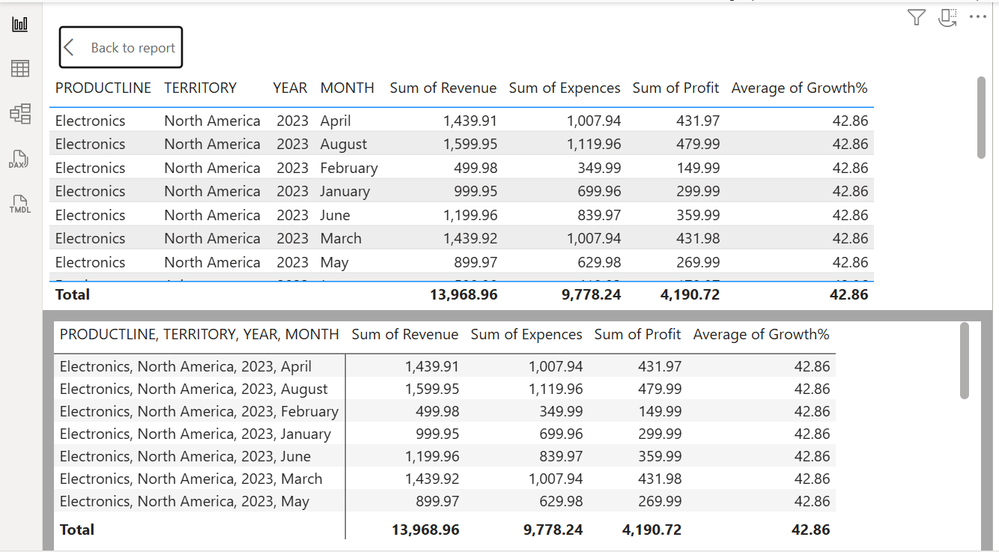 Back to report
PRODUCTLINE TERRITORY YEAR MONTH Sum of Revenue Sum of Expences Sum of Profit Average of Growth%
Electronics North America 2023 April 1,439.91 1,007.94 431.97 42.86
Electronics North America 2023 August 1,599.95 1,119.96 479.99 42.86
Electronics North America 2023 February 499.98 349.99 149.99 42.86
Electronics North America 2023 January 999.95 699.96 299.99 42.86
Electronics North America 2023 June 1,199.96 839.97 359.99 42.86
Electronics North America 2023 March 1,439.92 1,007.94 431.98 42.86
Electronics North America 2023 May 899.97 629.98 269.99 42.86
Total 13,968.96 9,778.24 4,190.72 42.86
DAX
TMDL
PRODUCTLINE, TERRITORY, YEAR, MONTH Sum of Revenue Sum of Expences Sum of Profit Average of Growth%
Electronics, North America, 2023, April 1,439.91 1,007.94 431.97 42.86
Electronics, North America, 2023, August 1,599.95 1,119.96 479.99 42.86
Electronics, North America, 2023, February 499.98 349.99 149.99 42.86
Electronics, North America, 2023, January 999.95 699.96 299.99 42.86
Electronics, North America, 2023, June 1,199.96 839.97 359.99 42.86
Electronics, North America, 2023, March 1,439.92 1,007.94 431.98 42.86
Electronics, North America, 2023, May 899.97 629.98 269.99 42.86
Total 13,968.96 9,778.24 4,190.72 42.86